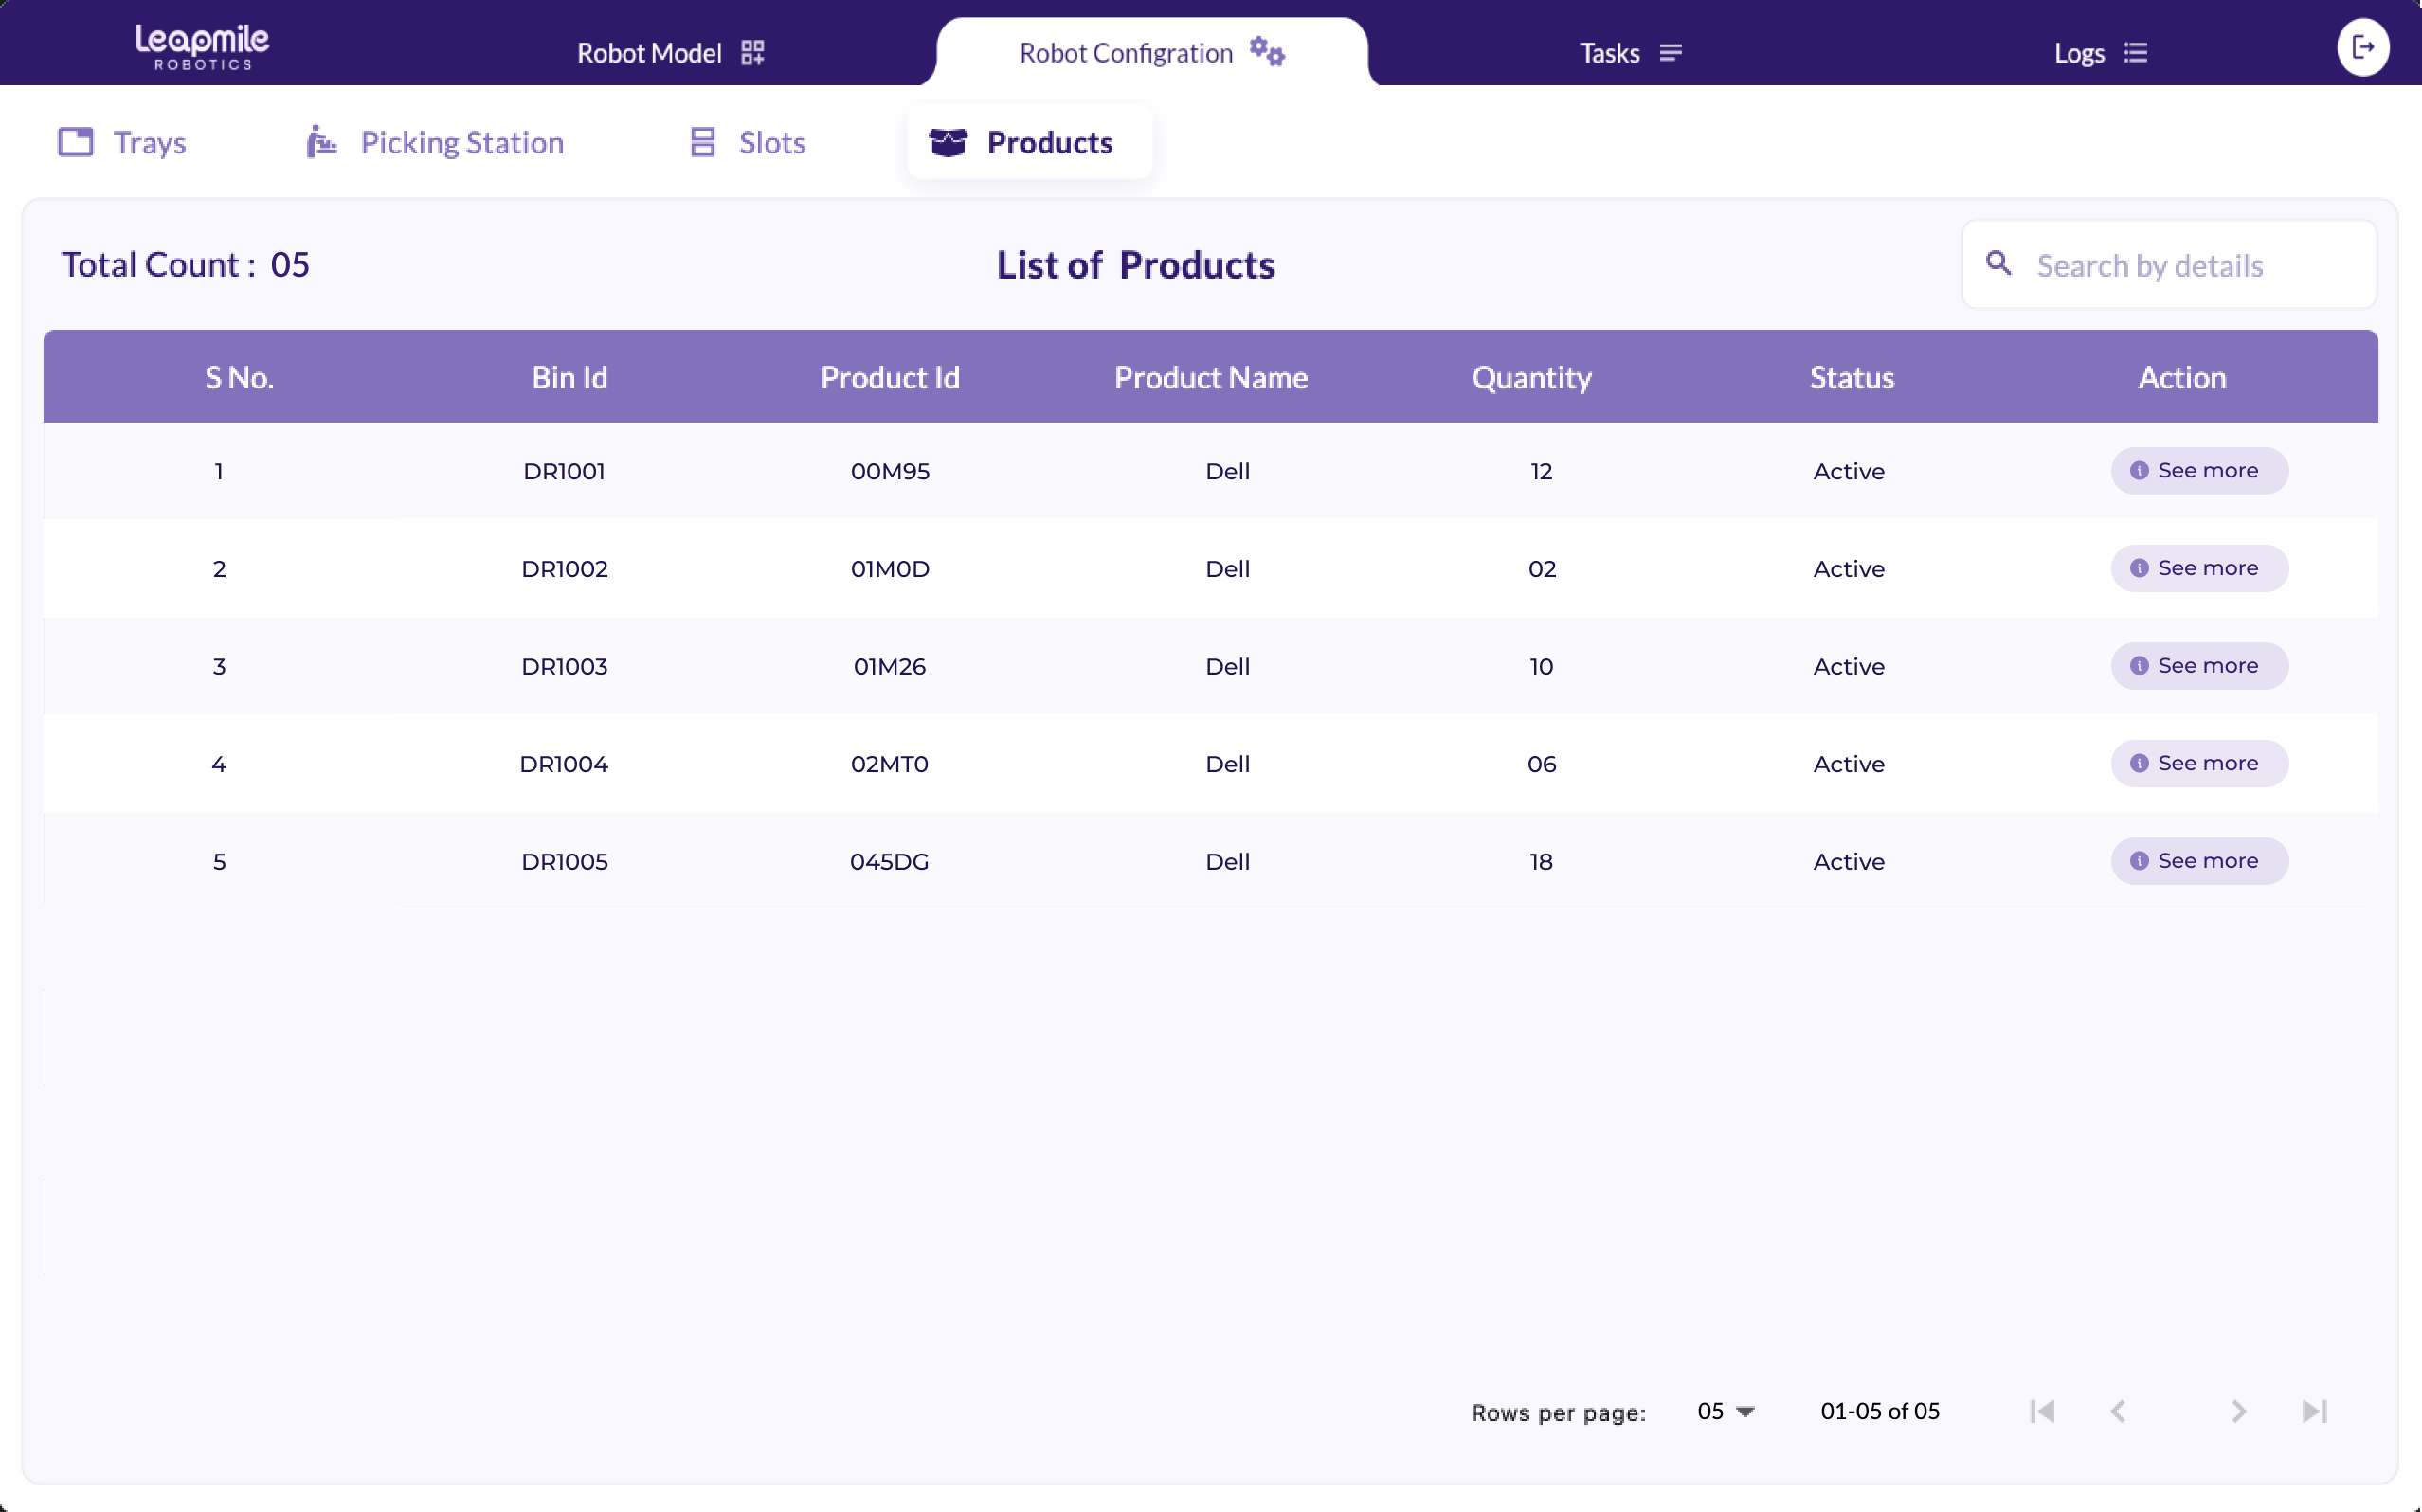 Leapmile
ROBOTICS
Robot Model
Robot Configration
Tasks
Logs
Trays
Picking Station
Slots
Products
Total Count : 05
List of Products
Search by details
S No. Bin Id Product Id Product Name Quantity Status Action
1 DR1001 00M95 Dell 12 Active See more
2 DR1002 01M0D Dell 02 Active See more
3 DR1003 01M26 Dell 10 Active See more
4 DR1004 02MT0 Dell 06 Active See more
5 DR1005 045DG Dell 18 Active See more
Rows per page: 05 01-05 of 05